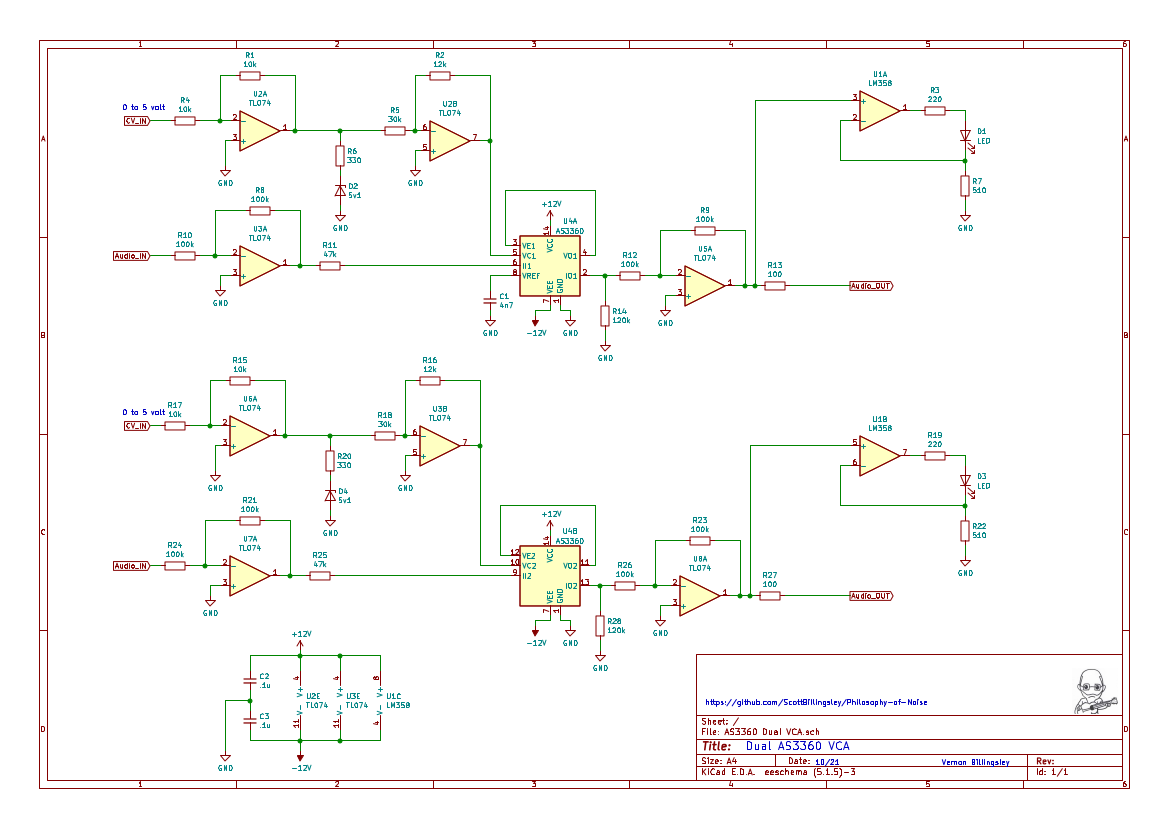 1 2 3 4 5 6
A A
B B
C C
D D
0 to 5 volt
CV_IN
R4
10k
R1
10k
U2A
TL074
2
3
1
GND
R5
30k
R2
12k
U2B
TL074
6
5
7
GND
R6
330
D2
5v1
GND
Audio_IN
R10
100k
R8
100k
U3A
TL074
2
3
1
GND
R11
47k
+12V
U4A
AS3360
14
VCC
3 VE1
5 VC1
6 II1
8 VREF
VO1 4
IO1 2
VEE
GND
7
1
-12V
GND
C1
4n7
GND
R12
100k
R14
120k
GND
R9
100k
U5A
TL074
2
3
1
GND
R13
100
Audio_OUT
U1A
LM358
3
2
1
R3
220
D1
LED
R7
510
GND
0 to 5 volt
CV_IN
R17
10k
R15
10k
U6A
TL074
2
3
1
GND
R18
30k
R16
12k
U3B
TL074
6
5
7
GND
R20
330
D4
5v1
GND
Audio_IN
R24
100k
R21
100k
U7A
TL074
2
3
1
GND
R25
47k
+12V
U4B
AS3360
14
VCC
12 VE2
10 VC2
9 II2
VO2 11
IO2 13
VEE
GND
7
1
-12V
GND
R26
100k
R28
120k
GND
R23
100k
U8A
TL074
2
3
1
GND
R27
100
Audio_OUT
U1B
LM358
5
6
7
R19
220
D3
LED
R22
510
GND
+12V
C2
.1u
C3
.1u
GND
4
V+
V-
11
U2E
TL074
4
V+
V-
11
U3E
TL074
8
V+
V-
4
U1C
LM358
-12V
https://github.com/ScottBillingsley/Philosophy-of-Noise
Sheet: /
File: AS3360 Dual VCA.sch
Title: Dual AS3360 VCA
Size: A4 Date: 10/21 Vernon Billingsley Rev:
KiCad E.D.A. eeschema (5.1.5)-3 Id: 1/1
1 2 3 4 5 6